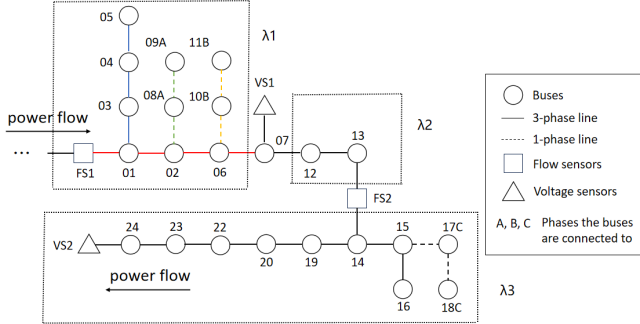 05
09A 11B
λ1
04
VS1
08A 10B
03
power flow
λ2
07
13
...
FS1 01 02 06
12
FS2
24 23 22
15 17C
VS2
20 19 14
power flow
16 18C
λ3
Buses
3-phase line
1-phase line
Flow sensors
Voltage sensors
A, B, C Phases the buses
are connected to